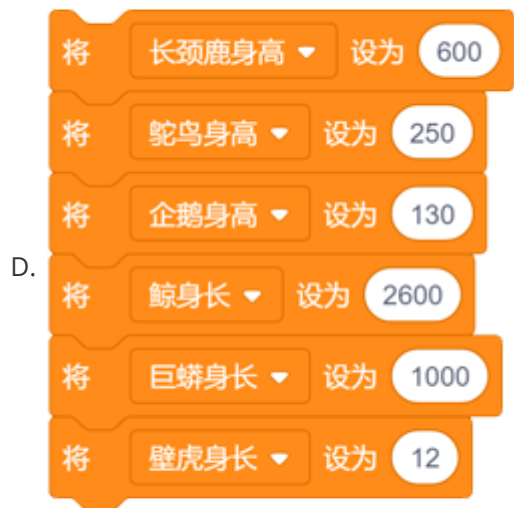 将 长颈鹿身高 设为 600
将 鸵鸟身高 设为 250
将 企鹅身高 设为 130
D.
将 鲸身长 设为 2600
将 巨蟒身长 设为 1000
将 壁虎身长 设为 12